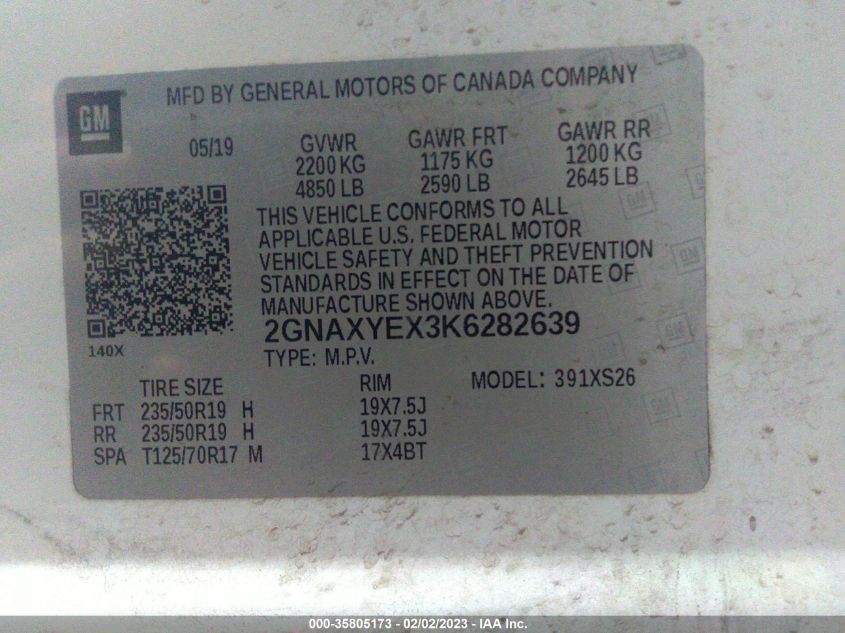 MFD BY GENERAL MOTORS OF CANADA COMPANY
GM
05/19 GVWR GAWR FRT GAWR RR
2200 KG 1175 KG 1200 KG
4850 LB 2590 LB 2645 LB
THIS VEHICLE CONFORMS TO ALL
APPLICABLE U.S. FEDERAL MOTOR
VEHICLE SAFETY AND THEFT PREVENTION
STANDARDS IN EFFECT ON THE DATE OF
MANUFACTURE SHOWN ABOVE.
2GNAXYEX3K6282639
140X
TYPE: M.P.V.
TIRE SIZE RIM MODEL: 391XS26
FRT 235/50R19 H 19X7.5J
RR 235/50R19 H 19X7.5J
SPA T125/70R17 M 17X4BT
000-35805173 - 02/02/2023 - IAA Inc.